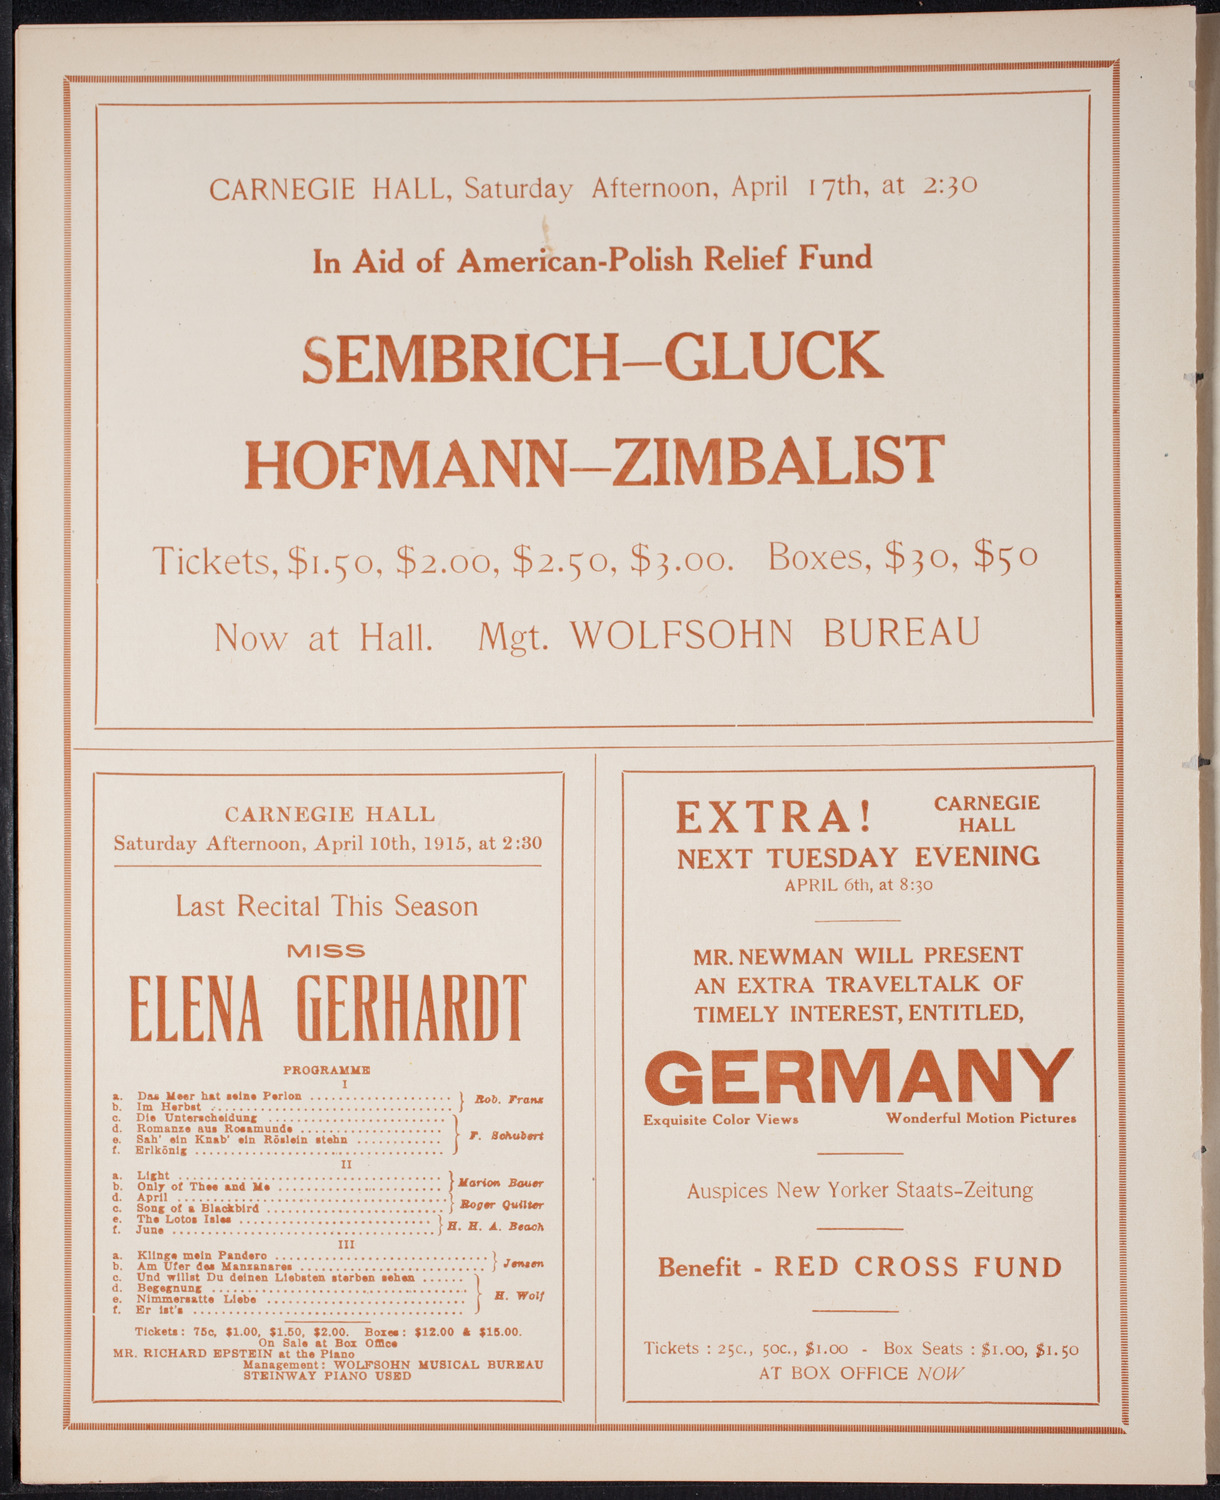 CARNEGIE HALL, Saturday Afternoon, April 17th, at 2:30
In Aid of American-Polish Relief Fund
SEMBRICH—GLUCK
HOFMANN—ZIMBALIST
Tickets, $1.50, $2.00, $2.50, $3.00. Boxes, $30, $50
Now at Hall. Mgt. WOLFSOHN BUREAU
CARNEGIE HALL
Saturday Afternoon, April 10th, 1915, at 2:30
Last Recital This Season
MISS
ELENA GERHARDT
PROGRAMME
I
a. Das Meer hat seine Perlon
b. Im Herbst
Rob. Franz
c. Die Unterscheidung
d. Romanze aus Rosamunde
e. Sah' ein Knab' ein Röslein stehn
f. Erlkönig
F. Schubert
II
a. Light
b. Only of Thee and Me
Marion Bauer
d. April
c. Song of a Blackbird
Roger Quilter
e. The Lotos Isles
f. June
H. H. A. Beach
III
a. Klinge mein Pandero
b. Am Ufer des Manzanares
Jensen
c. Und willst Du deinen Liebsten sterben sehen
d. Begegnung
e. Nimmersatte Liebe
f. Er ist's
H. Wolf
Tickets: 75c, $1.00, $1.50, $2.00. Boxes: $12.00 & $15.00.
On Sale at Box Office
MR. RICHARD EPSTEIN at the Piano
Management: WOLFSOHN MUSICAL BUREAU
STEINWAY PIANO USED
EXTRA! CARNEGIE HALL
NEXT TUESDAY EVENING
APRIL 6th, at 8:30
MR. NEWMAN WILL PRESENT
AN EXTRA TRAVELTALK OF
TIMELY INTEREST, ENTITLED,
GERMANY
Exquisite Color Views Wonderful Motion Pictures
Auspices New Yorker Staats-Zeitung
Benefit - RED CROSS FUND
Tickets : 25c., 50c., $1.00 - Box Seats : $1.00, $1.50
AT BOX OFFICE NOW